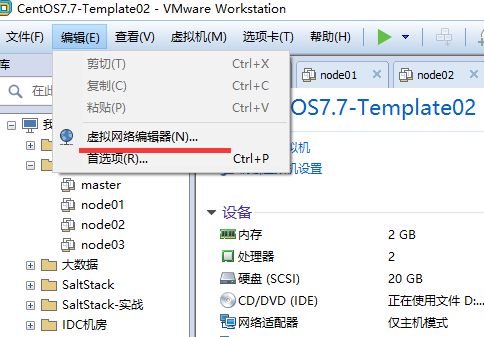 CentOS7.7-Template02 - VMware Workstation
文件(F) 编辑(E) 查看(V) 虚拟机(M) 选项卡(T) 帮助(H)
库
剪切(T) Ctrl+X
node01 node02
在此
复制(C) Ctrl+C
粘贴(P) Ctrl+V
OS7.7-Template02
我
虚拟网络编辑器(N)...
拟机
首选项(R)... Ctrl+P
机设置
master
node01
设备
node02
内存 2 GB
node03
处理器 2
大数据
硬盘 (SCSI) 20 GB
SaltStack
CD/DVD (IDE) 正在使用文件 D:...
SaltStack-实战
网络适配器 仅主机模式
IDC机房